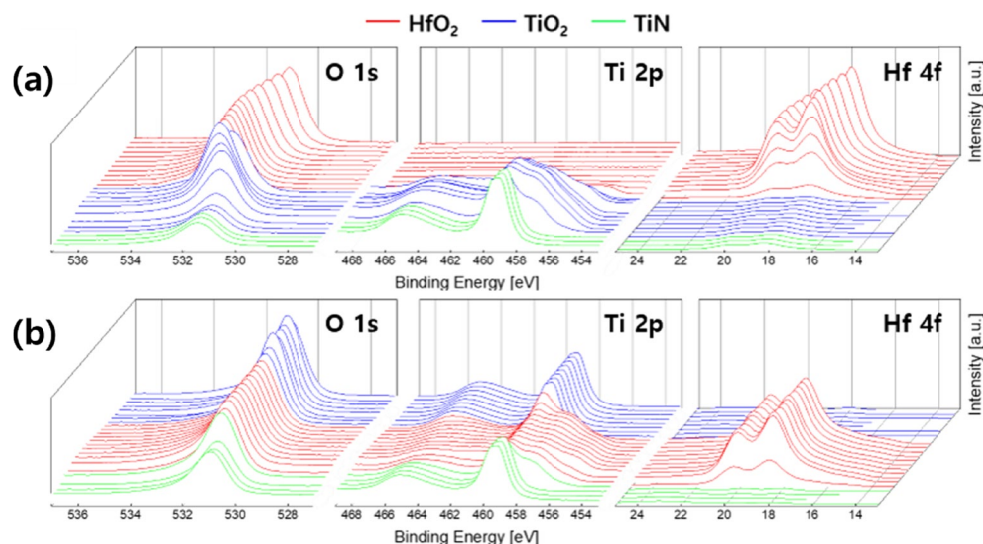 HfO₂ TiO₂ TiN
(a)
O 1s Ti 2p Hf 4f
Intensity [a.u.]
536 534 532 530 528 468 466 464 462 460 458 456 454 24 22 20 18 16 14
Binding Energy [eV]
(b)
O 1s Ti 2p Hf 4f
Intensity [a.u.]
536 534 532 530 528 468 466 464 462 460 458 456 454 24 22 20 18 16 14
Binding Energy [eV]